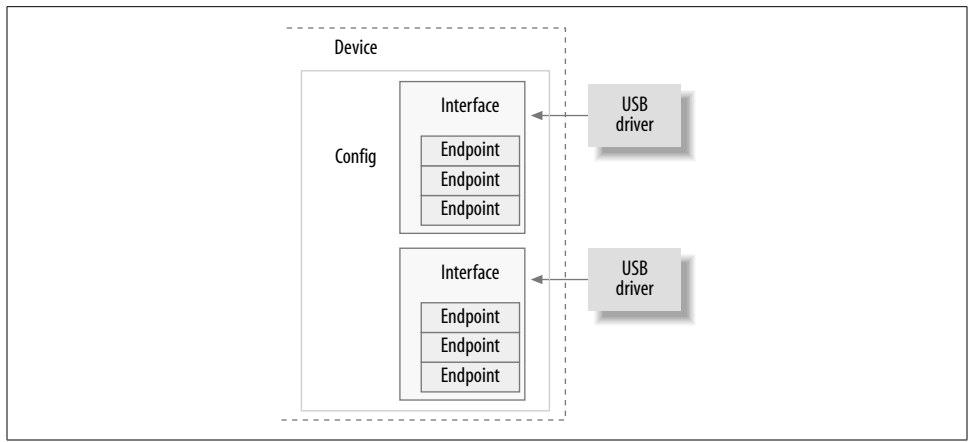 Device
Config
Interface
Endpoint
Endpoint
Endpoint
USB
driver
Interface
Endpoint
Endpoint
Endpoint
USB
driver